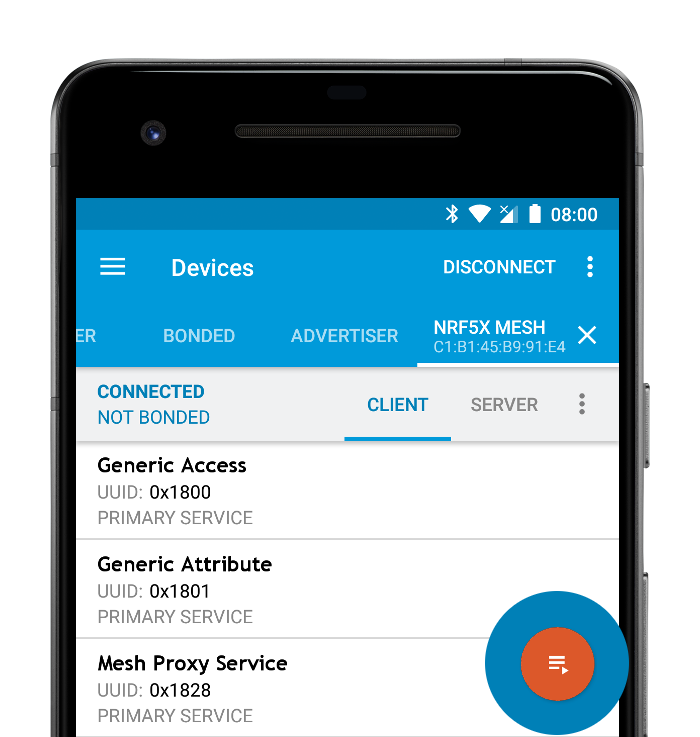 08:00
Devices
DISCONNECT
ER
BONDED
ADVERTISER
NRF5X MESH
C1:B1:45:B9:91:E4
CONNECTED
NOT BONDED
CLIENT
SERVER
Generic Access
UUID: 0x1800
PRIMARY SERVICE
Generic Attribute
UUID: 0x1801
PRIMARY SERVICE
Mesh Proxy Service
UUID: 0x1828
PRIMARY SERVICE